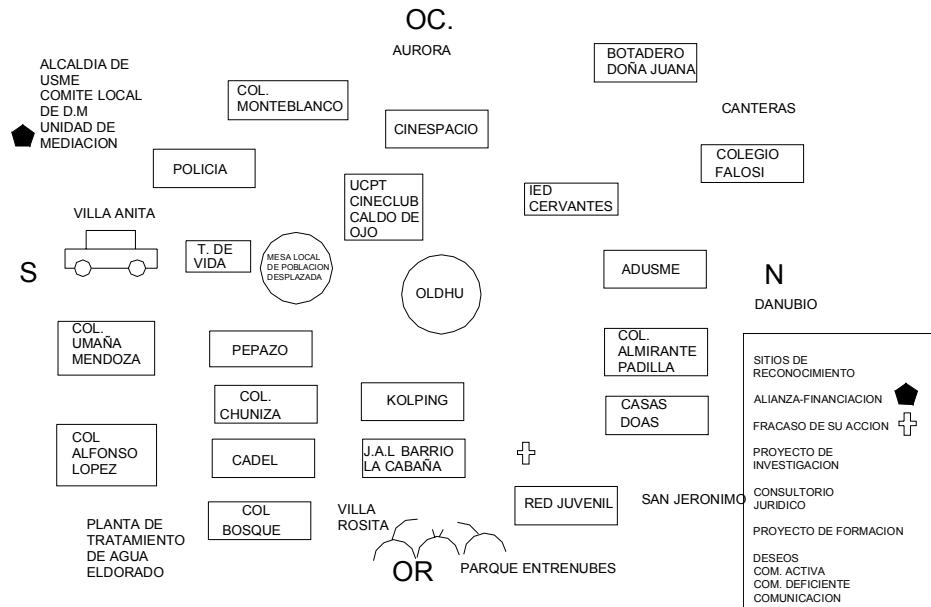 OC.
AURORA
ALCALDIA DE
USME
COMITE LOCAL
DE D.M
UNIDAD DE
MEDIACION
COL.
MONTEBLANCO
CINESPACIO
BOTADERO
DOÑA JUANA
CANTERAS
COLEGIO
FALOSI
POLICIA
UCPT
CINECLUB
CALDO DE
OJO
IED
CERVANTES
VILLA ANITA
S
T. DE
VIDA
MESA LOCAL
DE POBLACION
DESPLAZADA
OLDHU
ADUSME
N
DANUBIO
COL.
UMAÑA
MENDOZA
PEPAZO
COL.
ALMIRANTE
PADILLA
COL.
CHUNIZA
KOLPING
CASAS
DOAS
COL
ALFONSO
LOPEZ
CADEL
J.A.L BARRIO
LA CABAÑA
COL
BOSQUE
VILLA
ROSITA
RED JUVENIL
SAN JERONIMO
PLANTA DE
TRATAMIENTO
DE AGUA
ELDORADO
OR
PARQUE ENTRENUBES
SITIOS DE
RECONOCIMIENTO
ALIANZA-FINANCIACION
FRACASO DE SU ACCION
PROYECTO DE
INVESTIGACION
CONSULTORIO
JURIDICO
PROYECTO DE FORMACION
DESEOS
COM. ACTIVA
COM. DEFICIENTE
COMUNICACION